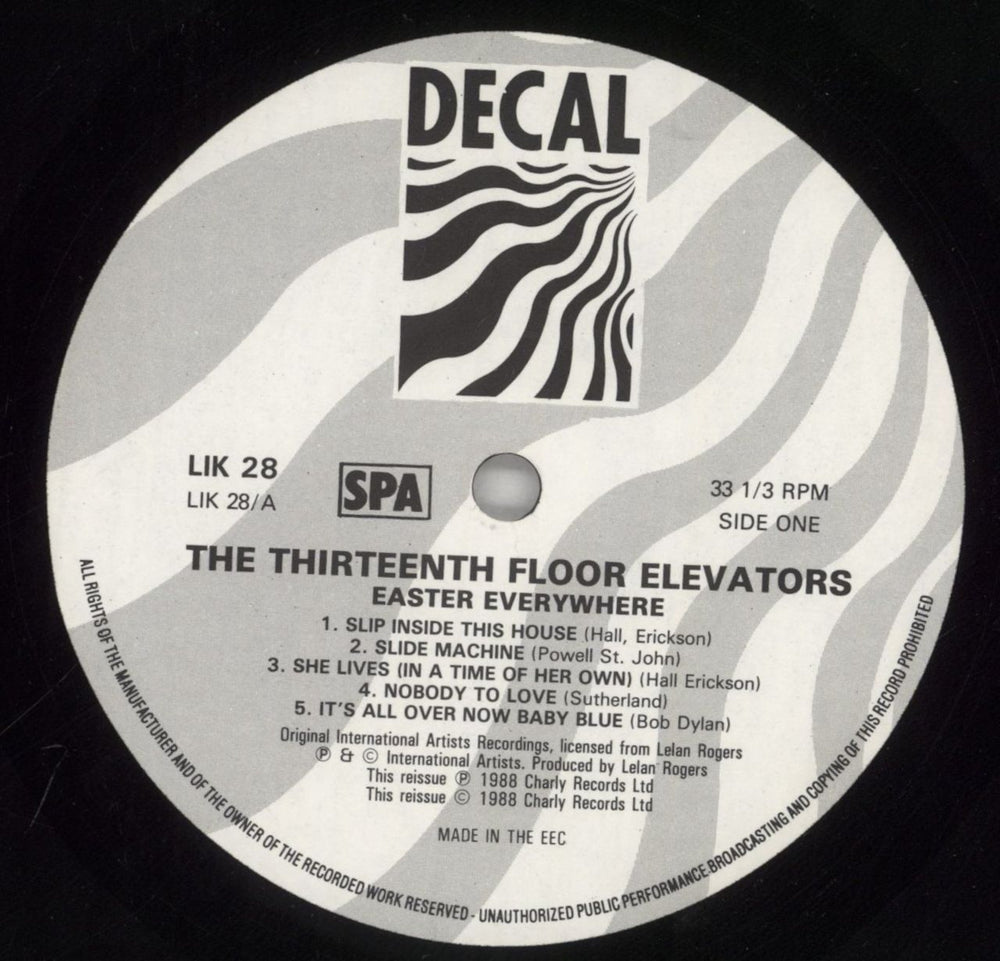 DECAL
LIK 28
LIK 28/A
SPA
33 1/3 RPM
SIDE ONE
THE THIRTEENTH FLOOR ELEVATORS
EASTER EVERYWHERE
1. SLIP INSIDE THIS HOUSE (Hall, Erickson)
2. SLIDE MACHINE (Powell St. John)
3. SHE LIVES (IN A TIME OF HER OWN) (Hall Erickson)
4. NOBODY TO LOVE (Sutherland)
5. IT'S ALL OVER NOW BABY BLUE (Bob Dylan)
Original International Artists Recordings, licensed from Lelan Rogers
℗ & © International Artists. Produced by Lelan Rogers
This reissue ℗ 1988 Charly Records Ltd
This reissue © 1988 Charly Records Ltd
MADE IN THE EEC
ALL RIGHTS OF THE MANUFACTURER AND OF THE OWNER OF THE RECORDED WORK RESERVED - UNAUTHORIZED PUBLIC PERFORMANCE.BROADCASTING AND COPYING OF THIS RECORD PROHIBITED